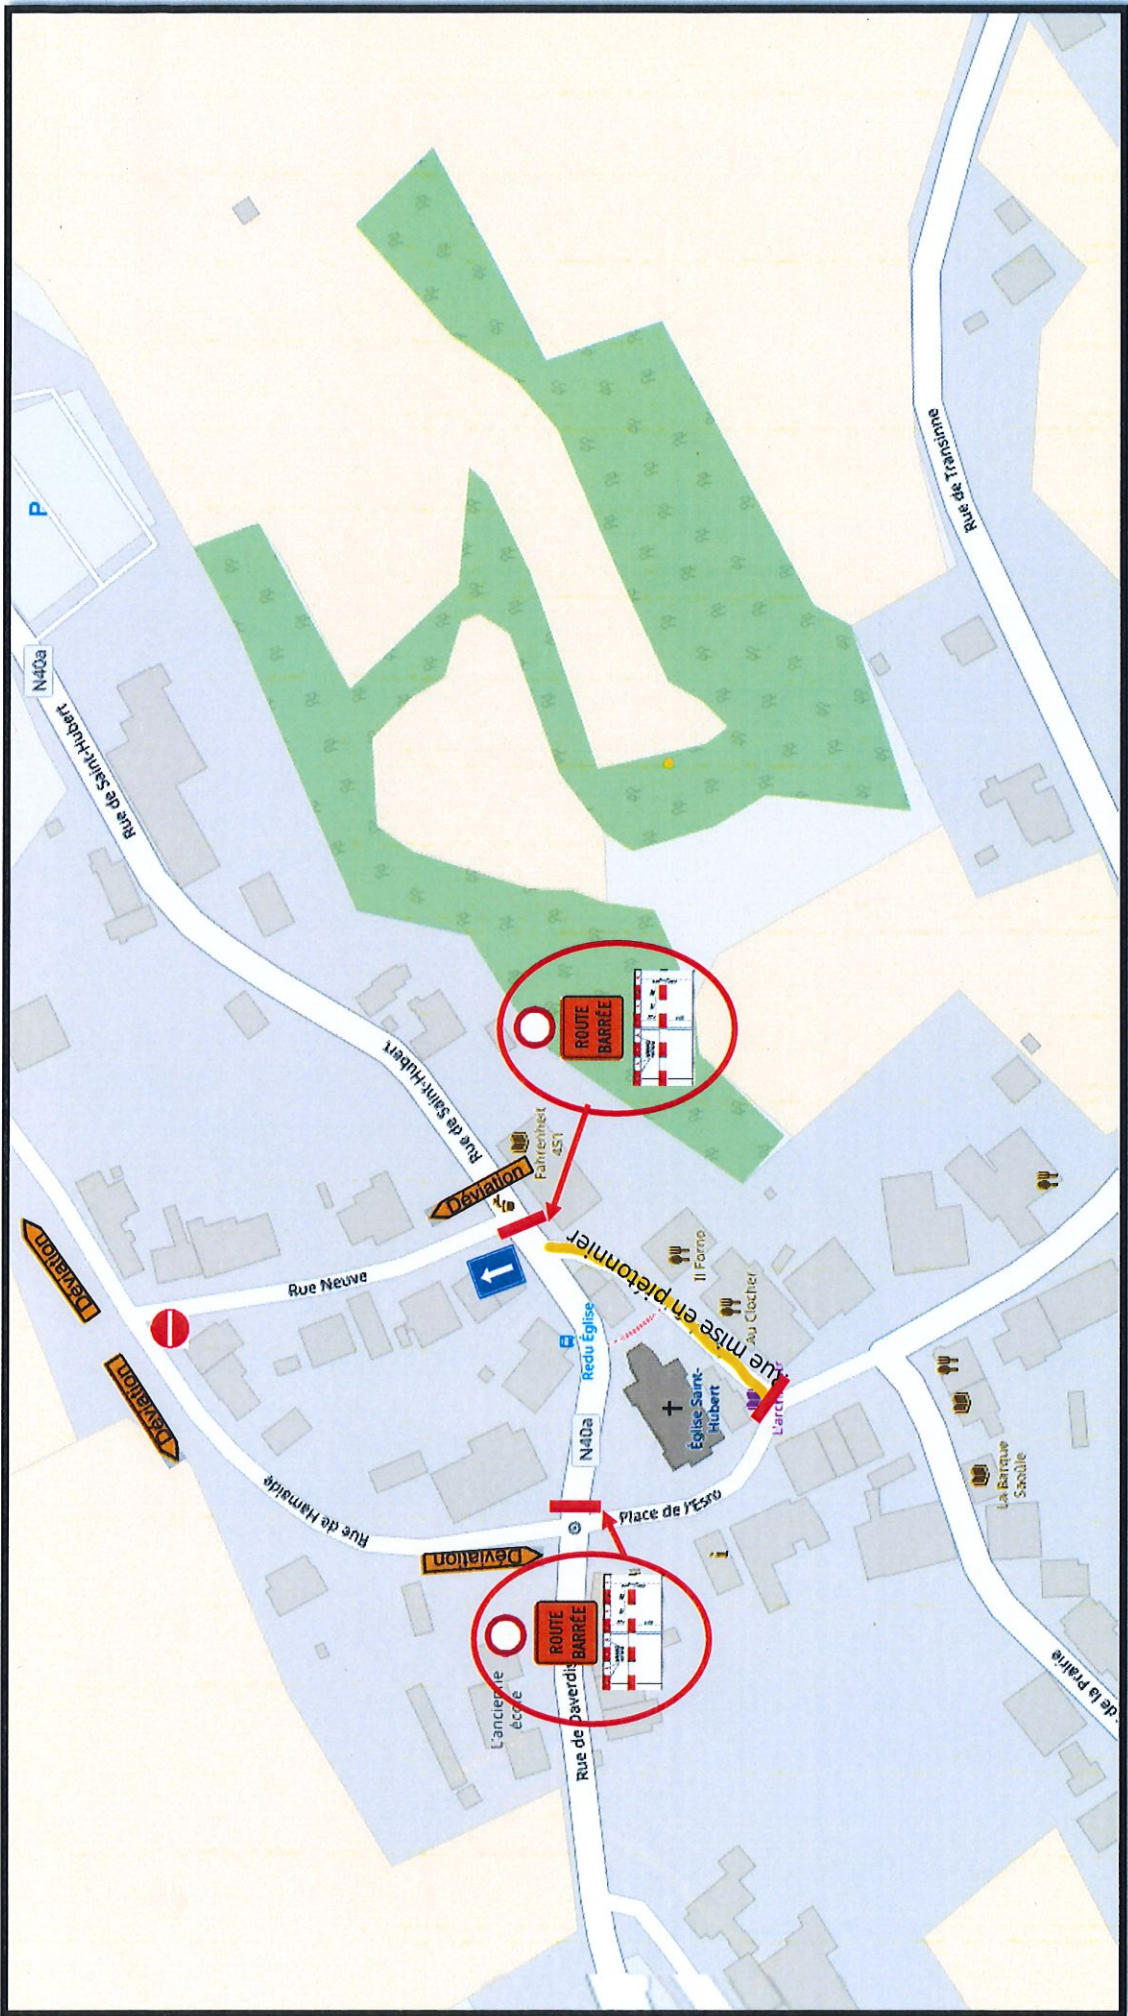 P
N40a
Rue de Saint-Hubert
Rue de Transinne
Rue de Saint-Hubert
ROUTE
BARRÉE
Fahrenheit
451
Déviation
Déviation
Rue Neuve
Rue mise en piétonnier
Il Forno
Au Clocher
Redu Église
Église Saint-
Hubert
Déviation
N40a
Rue de Hamaide
Place de l'Esro
La Barque
Saoûle
Déviation
i
ROUTE
BARRÉE
L'ancienne
école
Rue de Daverdis
de la Prairie